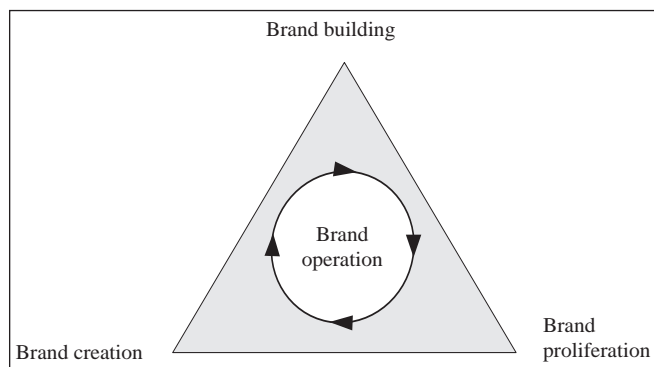 Brand building
Brand
operation
Brand creation
Brand
proliferation